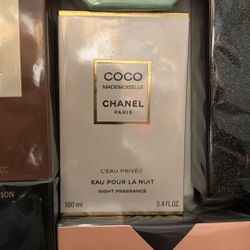 COCO
MADEMOISELLE
CHANEL
PARIS
L'EAU PRIVÉE
EAU POUR LA NUIT
NIGHT FRAGRANCE
100 ml
3.4 FL.OZ.